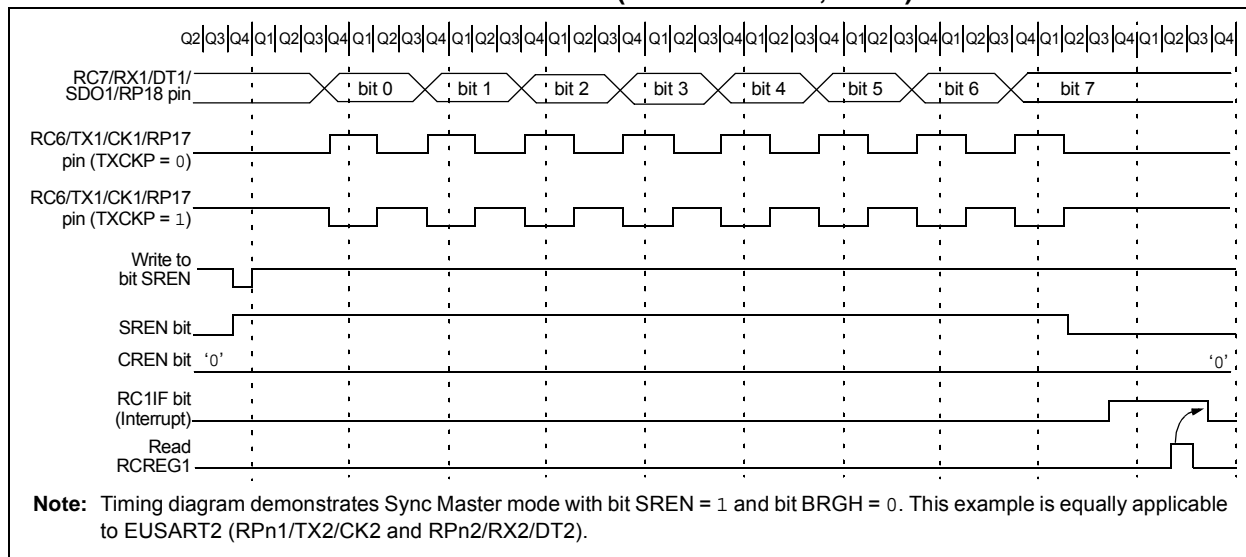 Q2|Q3|Q4|Q1|Q2|Q3|Q4|Q1|Q2|Q3|Q4|Q1|Q2|Q3|Q4|Q1|Q2|Q3|Q4|Q1|Q2|Q3|Q4|Q1|Q2|Q3|Q4|Q1|Q2|Q3|Q4|Q1|Q2|Q3|Q4|Q1|Q2|Q3|Q4|Q1|Q2|Q3|Q4
RC7/RX1/DT1/
SDO1/RP18 pin
bit 0 bit 1 bit 2 bit 3 bit 4 bit 5 bit 6 bit 7
RC6/TX1/CK1/RP17
pin (TXCKP = 0)
RC6/TX1/CK1/RP17
pin (TXCKP = 1)
Write to
bit SREN
SREN bit
CREN bit '0' '0'
RC1IF bit
(Interrupt)
Read
RCREG1
Note: Timing diagram demonstrates Sync Master mode with bit SREN = 1 and bit BRGH = 0. This example is equally applicable
to EUSART2 (RPn1/TX2/CK2 and RPn2/RX2/DT2).